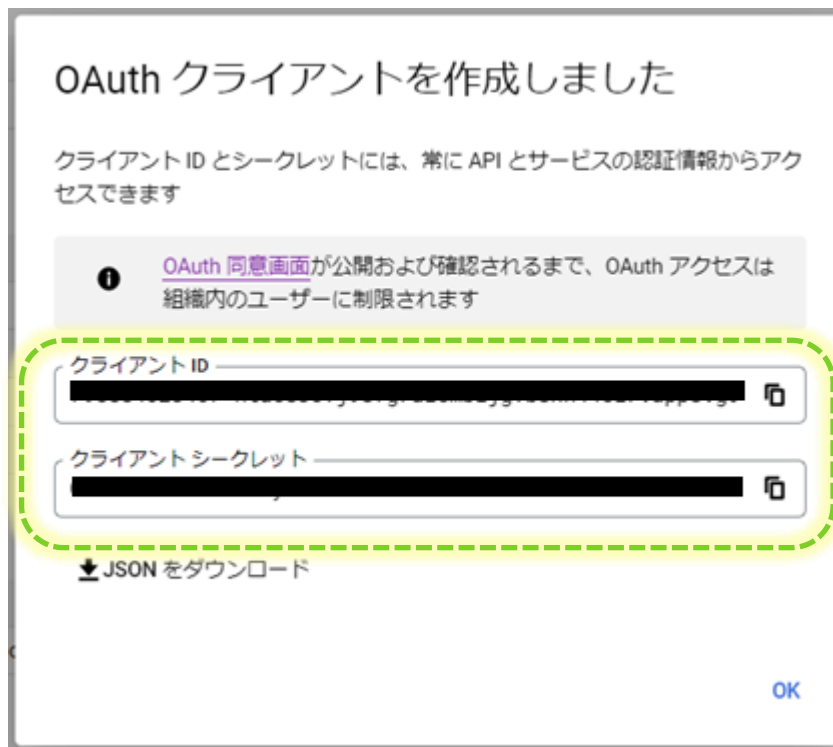 OAuth クライアントを作成しました
クライアント ID とシークレットには、常に API とサービスの認証情報からアク
セスできます
OAuth 同意画面が公開および確認されるまで、OAuth アクセスは
組織内のユーザーに制限されます
クライアント ID
クライアント シークレット
JSON をダウンロード
OK